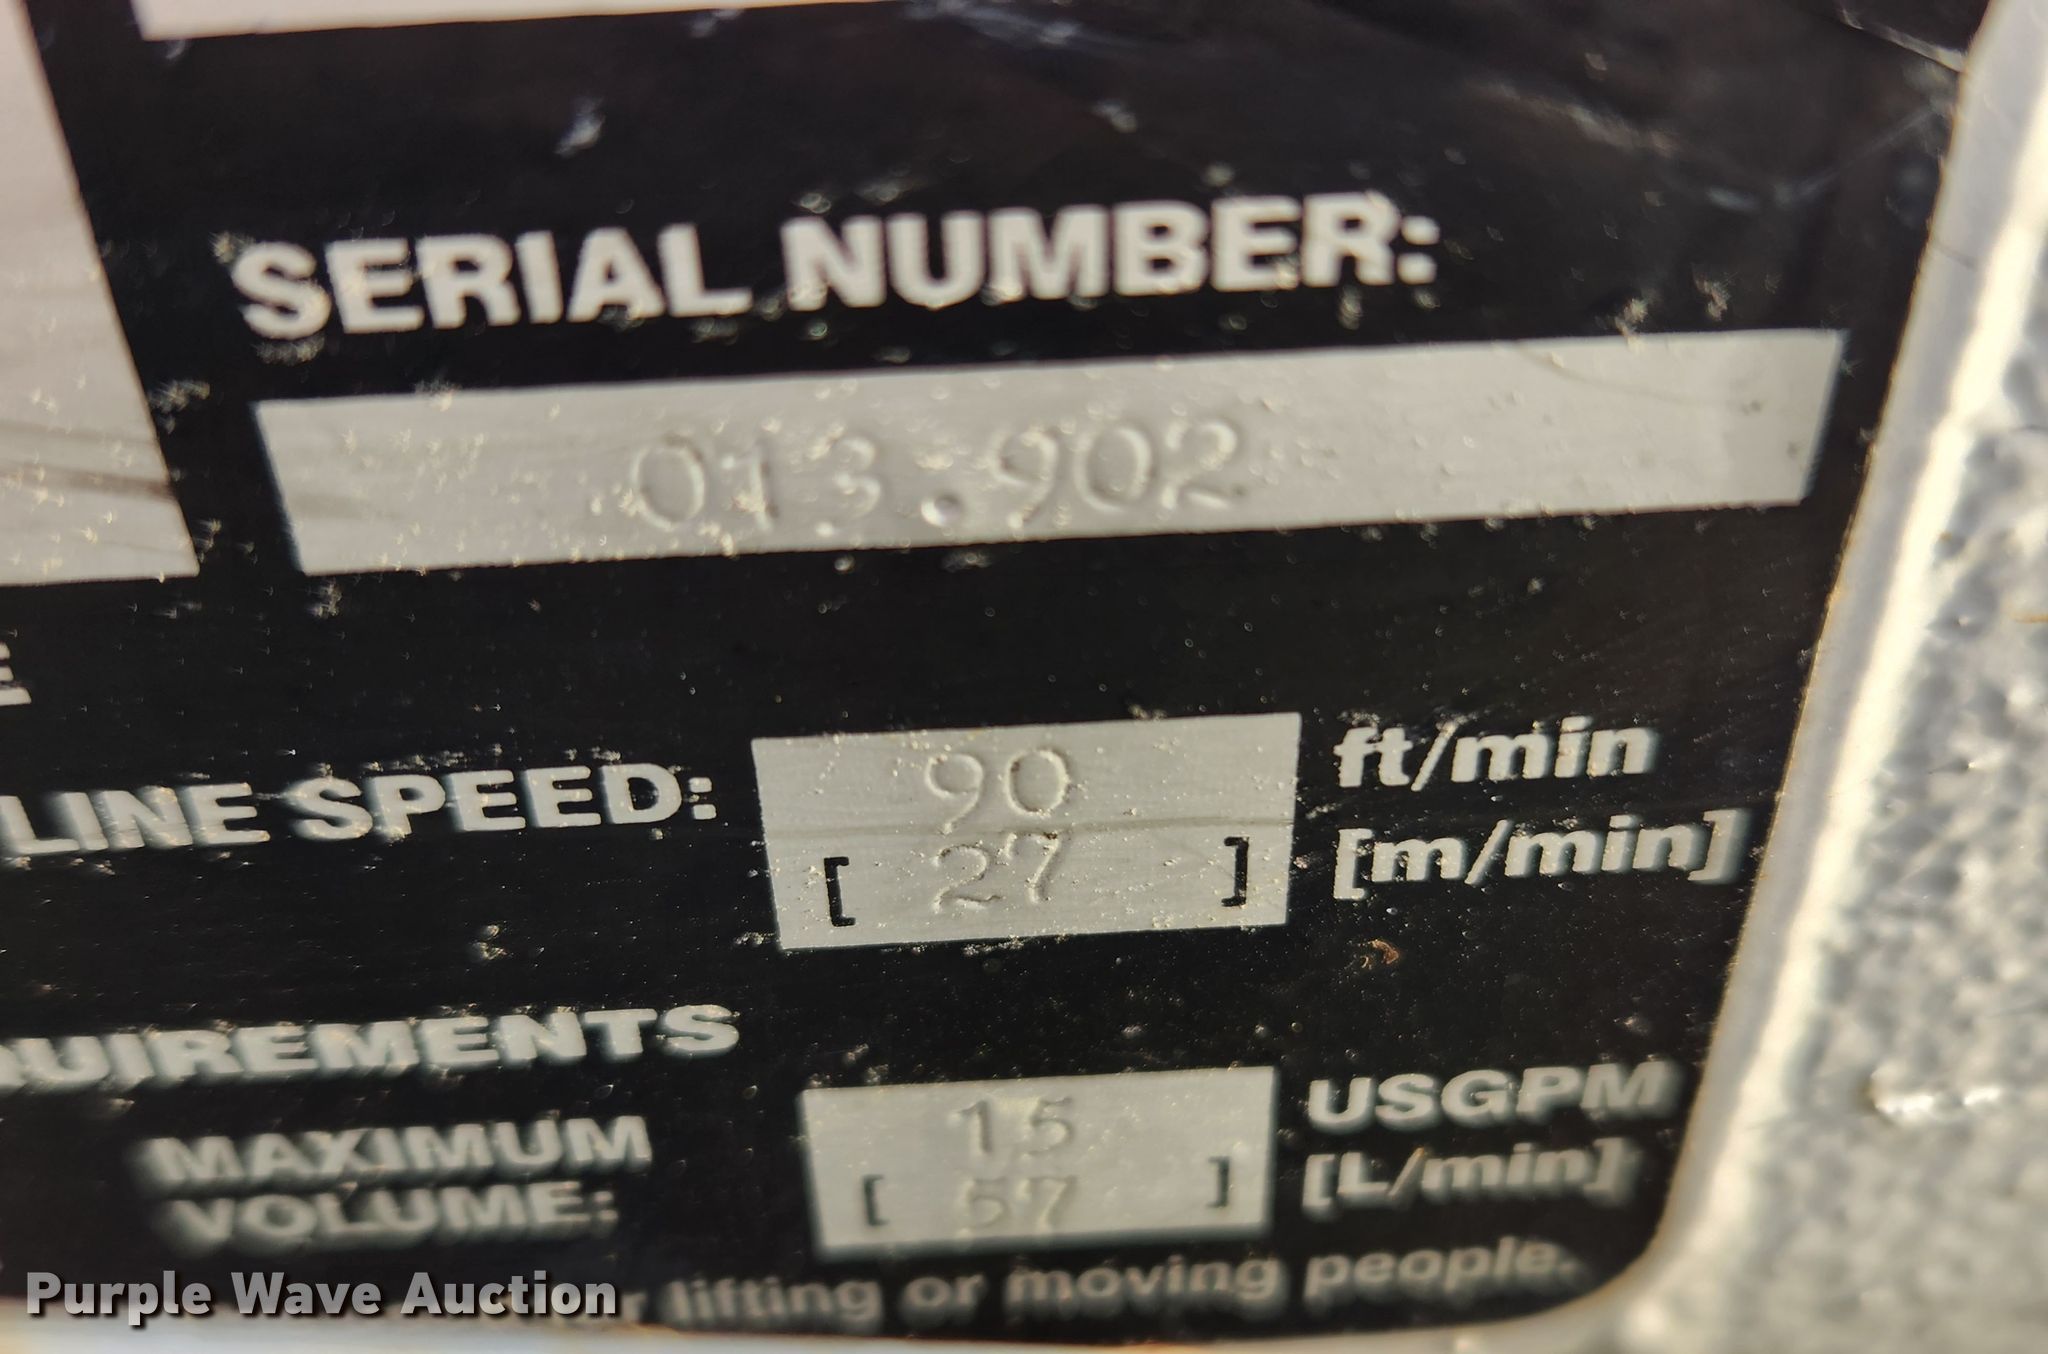 SERIAL NUMBER:
013.902
LINE SPEED: 90 ft/min
[ 27 ] [m/min]
QUIREMENTS
MAXIMUM 15 USGPM
VOLUME: [ 57 ] [L/min]
r lifting or moving people.
Purple Wave Auction